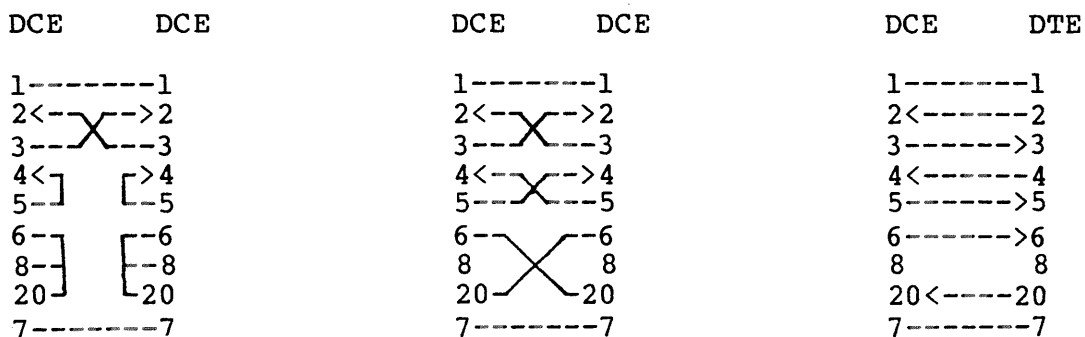 DCE DCE DCE DCE DCE DTE
1--------1 1--------1 1-------1
2<-- -->2 2<-- -->2 2<------2
3--- ---3 3--- ---3 3------>3
4<- ->4 4<-- -->4 4<------4
5-- --5 5--- ---5 5------>5
6-- --6 6-- --6 6------>6
8-- --8 8 8 8 8
20 20 20 20 20<----20
7--------7 7--------7 7-------7